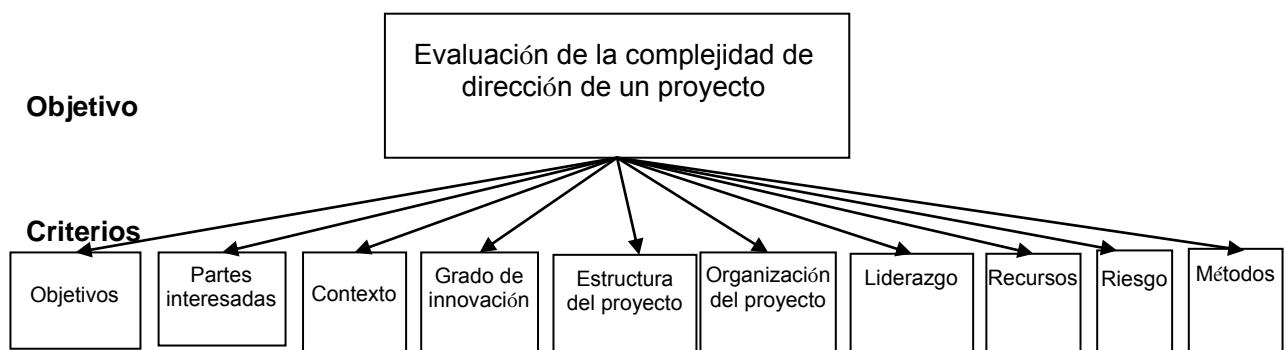 Evaluación de la complejidad de
dirección de un proyecto
Objetivo
Criterios
Objetivos
Partes
interesadas
Contexto
Grado de
innovación
Estructura
del proyecto
Organización
del proyecto
Liderazgo
Recursos
Riesgo
Métodos